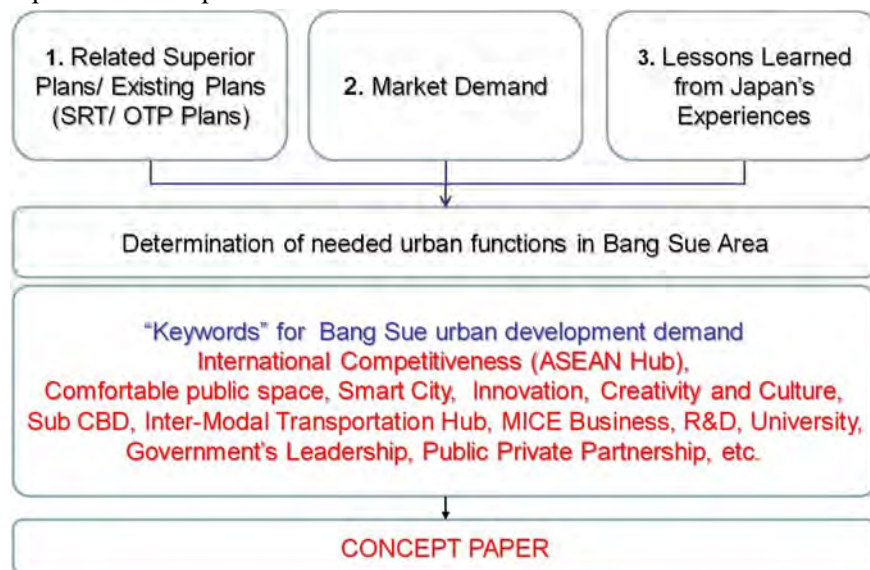 1. Related Superior
Plans/ Existing Plans
(SRT/ OTP Plans)
2. Market Demand
3. Lessons Learned
from Japan's
Experiences
Determination of needed urban functions in Bang Sue Area
"Keywords" for Bang Sue urban development demand
International Competitiveness (ASEAN Hub),
Comfortable public space, Smart City, Innovation, Creativity and Culture,
Sub CBD, Inter-Modal Transportation Hub, MICE Business, R&D, University,
Government's Leadership, Public Private Partnership, etc.
CONCEPT PAPER